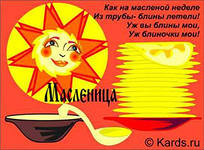 Как на масленой неделе
Из трубы- блины летели!
Уж вы блины мои,
Уж блиночки мои!
Масленица
© Kards.ru